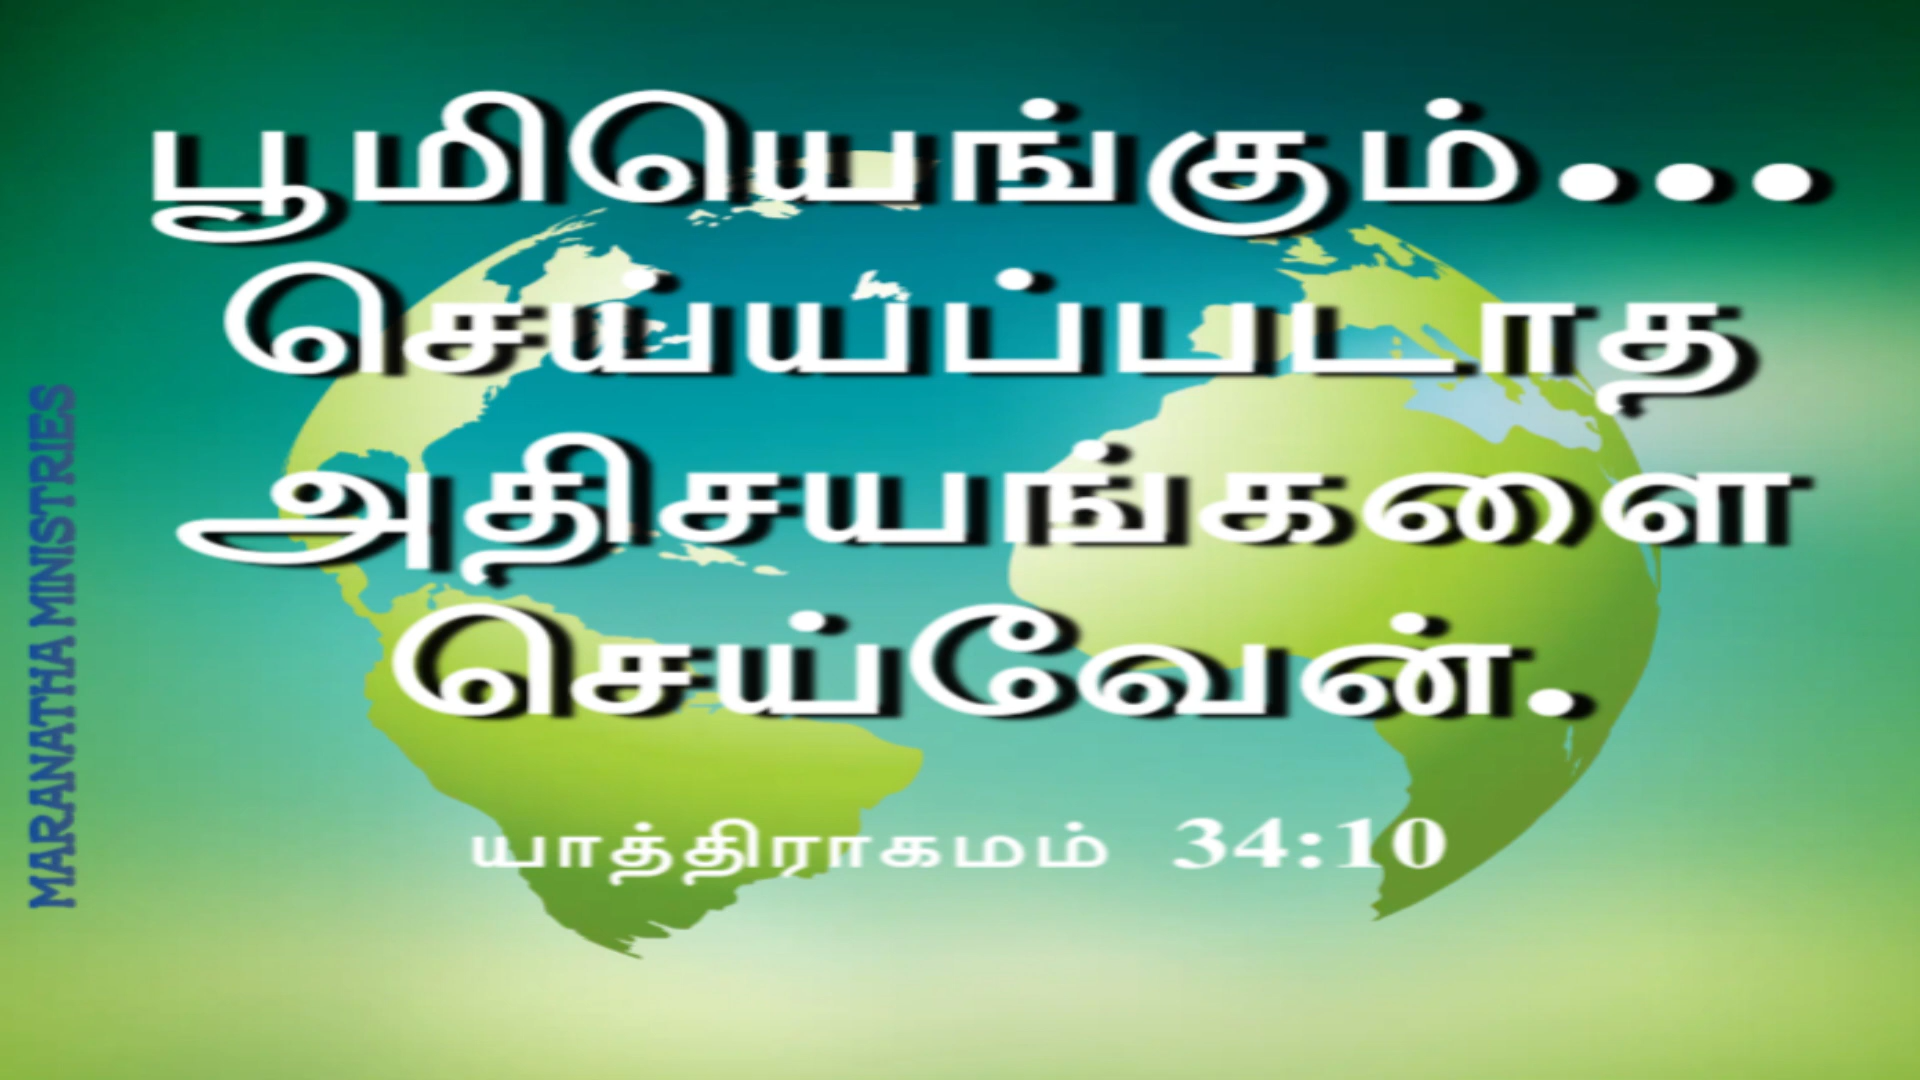 பூமியெங்கும்...
செய்யப்படாத
அதிசயங்களை
செய்வேன்.
யாத்திராகமம் 34:10
MARANATHA MINISTRIES